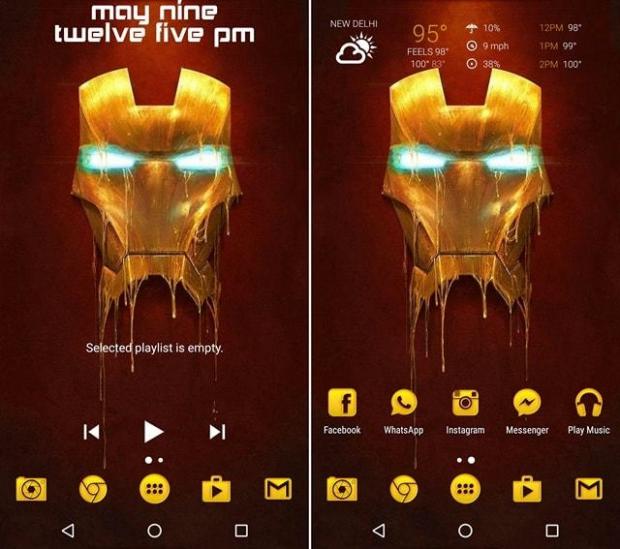 may nine
twelve five pm
Selected playlist is empty.
NEW DELHI
95°
FEELS 98°
100° 83°
10%
9 mph
38%
12PM 98°
1PM 99°
2PM 100°
Facebook
WhatsApp
Instagram
Messenger
Play Music